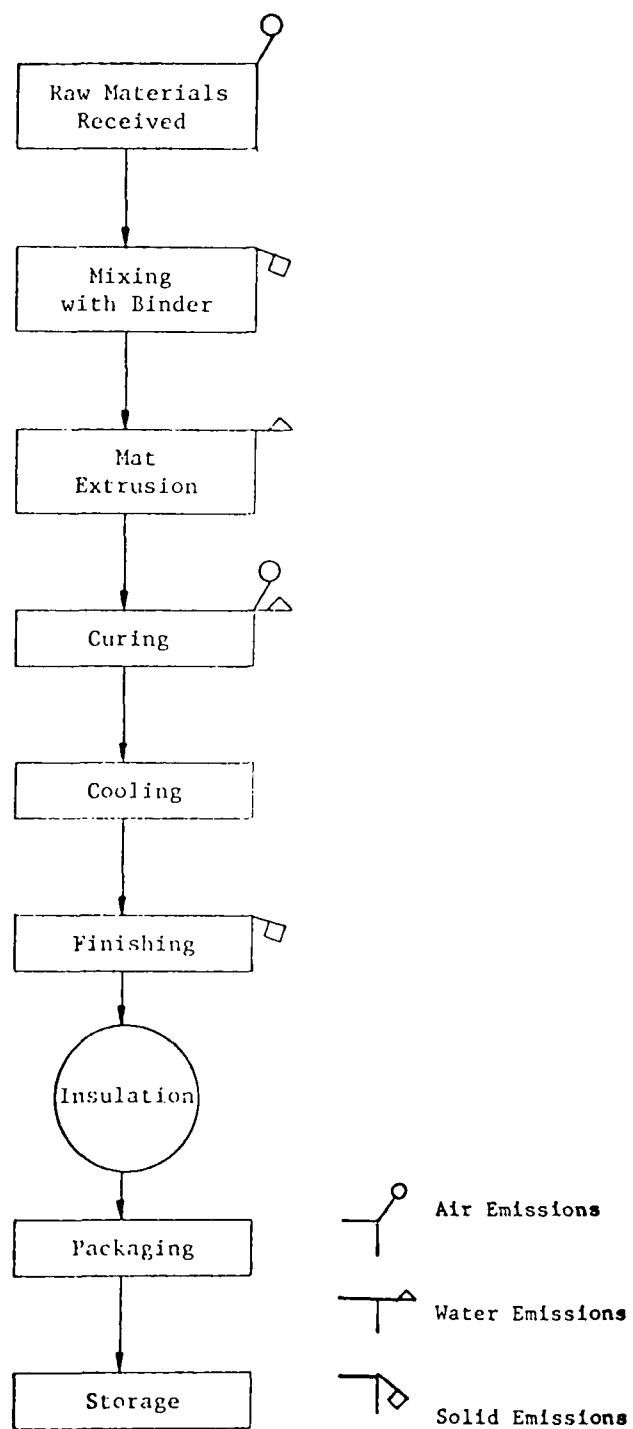 Raw Materials
Received
Mixing
with Binder
Mat
Extrusion
Curing
Cooling
Finishing
Insulation
Packaging
Storage
Air Emissions
Water Emissions
Solid Emissions